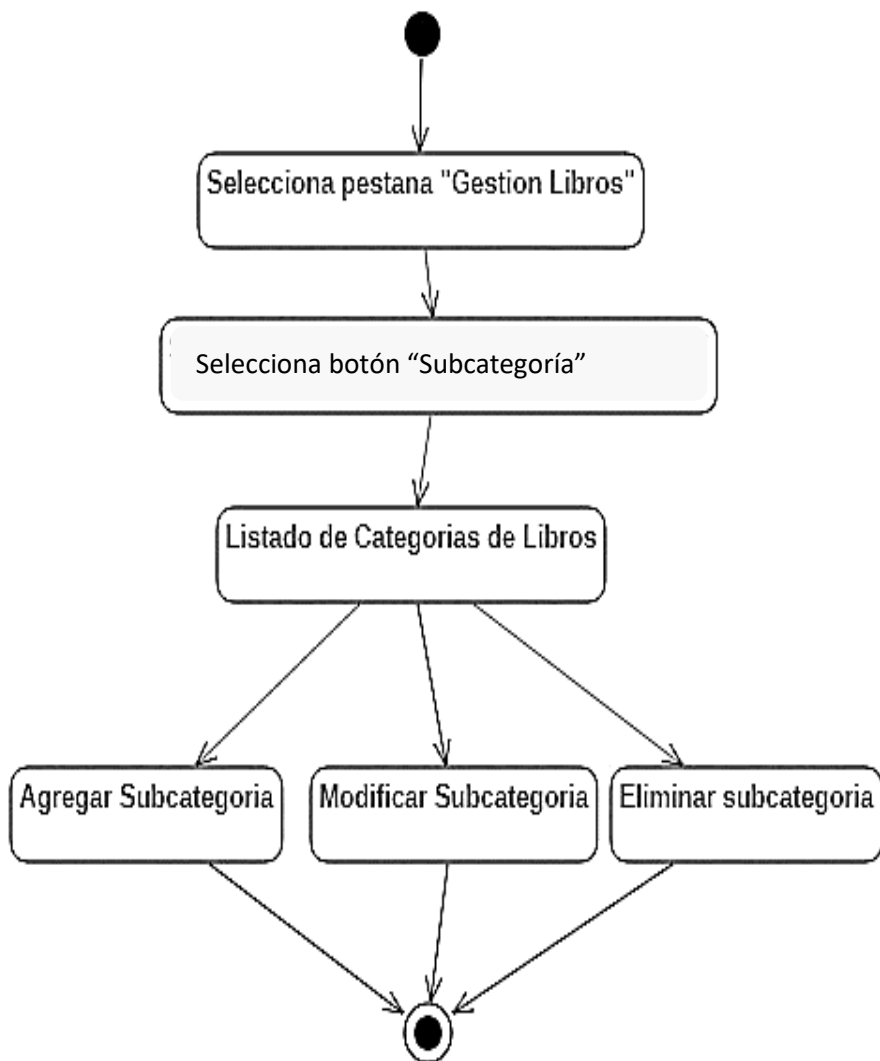 Selecciona pestana "Gestion Libros"
Selecciona botón “Subcategoría”
Listado de Categorias de Libros
Agregar Subcategoria
Modificar Subcategoria
Eliminar subcategoria